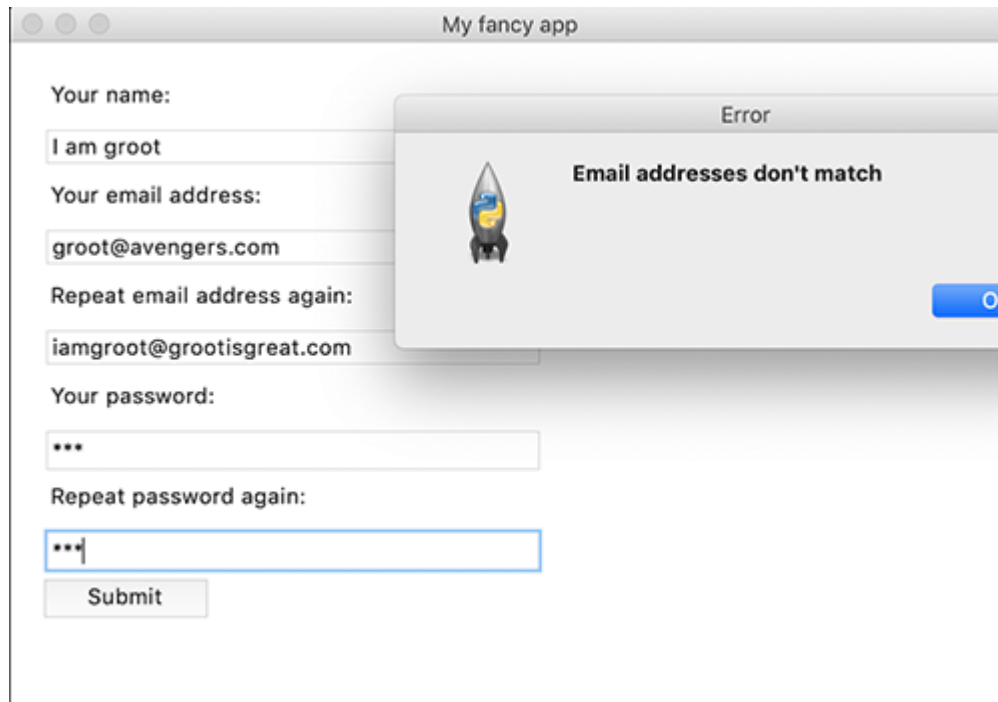 My fancy app
Your name:
I am groot
Your email address:
groot@avengers.com
Repeat email address again:
iamgroot@grootisgreat.com
Your password:
•••
Repeat password again:
•••
Submit
Error
Email addresses don't match